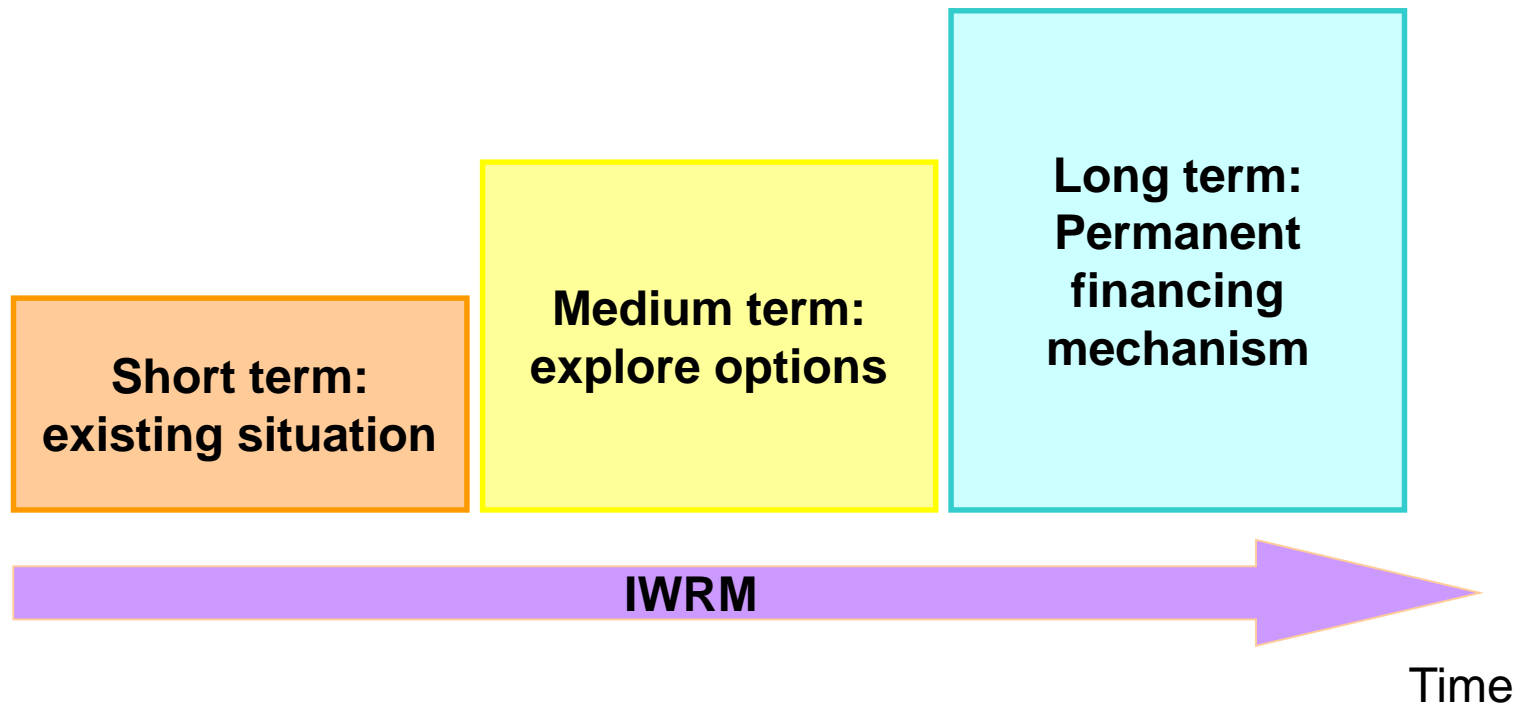 Short term:
existing situation
Medium term:
explore options
Long term:
Permanent
financing
mechanism
IWRM
Time